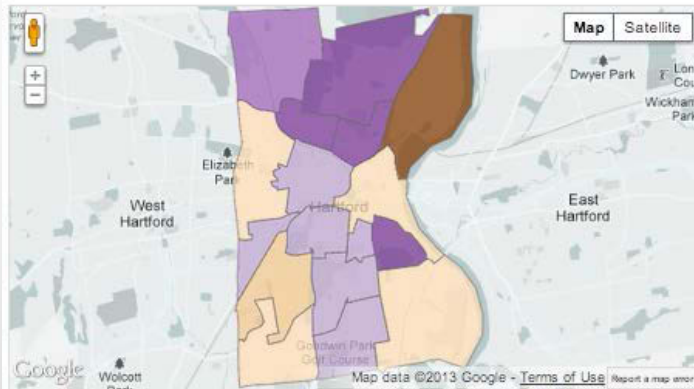 Map
Satellite
+
−
Dwyer Park
Wickham
Park
Elizabeth
Park
West
Hartford
Hartford
East
Hartford
Goodwin Park
Golf Course
Google
Wolcott
Map data ©2013 Google - Terms of Use
Report a map error